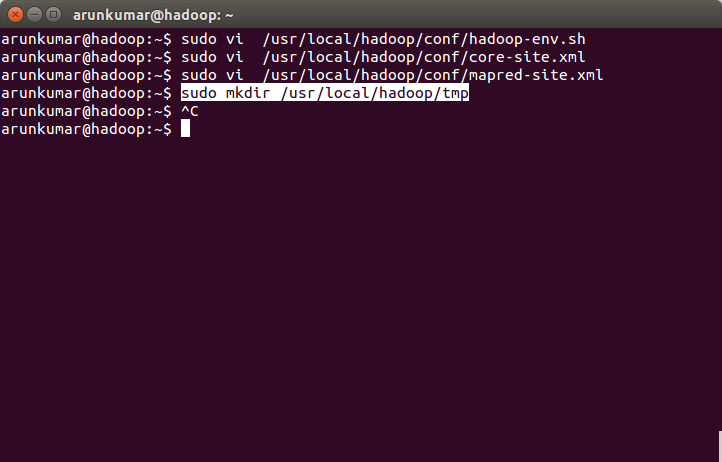 arunkumar@hadoop: ~
arunkumar@hadoop:~$ sudo vi  /usr/local/hadoop/conf/hadoop-env.sh
arunkumar@hadoop:~$ sudo vi  /usr/local/hadoop/conf/core-site.xml
arunkumar@hadoop:~$ sudo vi  /usr/local/hadoop/conf/mapred-site.xml
arunkumar@hadoop:~$ sudo mkdir /usr/local/hadoop/tmp
arunkumar@hadoop:~$ ^C
arunkumar@hadoop:~$